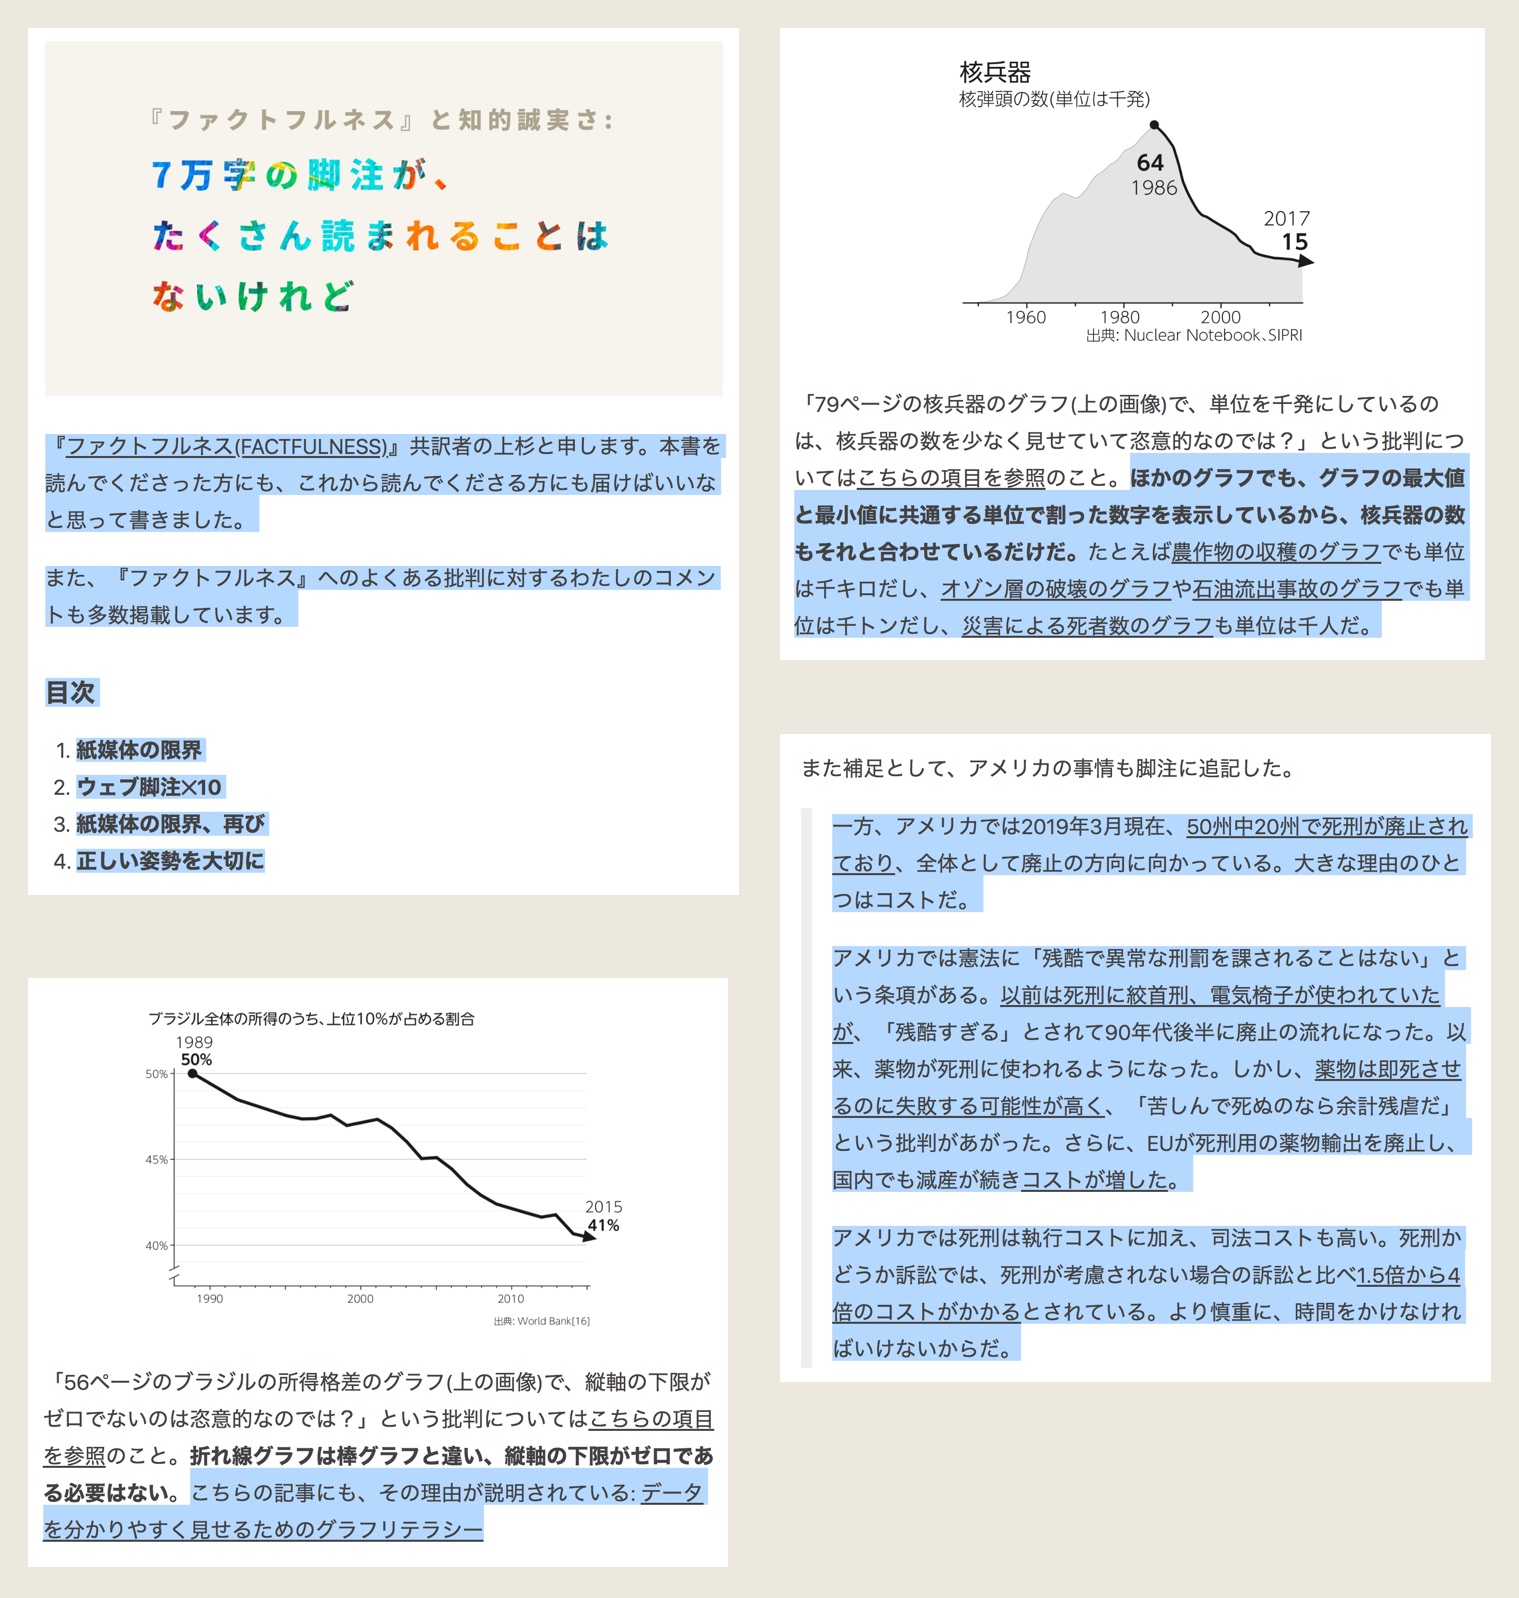 『ファクトフルネス』と知的誠実さ:
7万字の脚注が、
たくさん読まれることは
ないけれど
『ファクトフルネス(FACTFULNESS)』共訳者の上杉と申します。本書を
読んでくださった方にも、これから読んでくださる方にも届けばいいな
と思って書きました。
また、『ファクトフルネス』へのよくある批判に対するわたしのコメン
トも多数掲載しています。
目次
1. 紙媒体の限界
2. ウェブ脚注×10
3. 紙媒体の限界、再び
4. 正しい姿勢を大切に
ブラジル全体の所得のうち、上位10%が占める割合
1989
50%
50%
45%
2015
41%
40%
1990 2000 2010
出典: World Bank[16]
「56ページのブラジルの所得格差のグラフ(上の画像)で、縦軸の下限が
ゼロでないのは恣意的なのでは？」という批判についてはこちらの項目
を参照のこと。折れ線グラフは棒グラフと違い、縦軸の下限がゼロであ
る必要はない。こちらの記事にも、その理由が説明されている: データ
を分かりやすく見せるためのグラフリテラシー
核兵器
核弾頭の数(単位は千発)
64
1986
2017
15
1960 1980 2000
出典: Nuclear Notebook、SIPRI
「79ページの核兵器のグラフ(上の画像)で、単位を千発にしているの
は、核兵器の数を少なく見せていて恣意的なのでは？」という批判につ
いてはこちらの項目を参照のこと。ほかのグラフでも、グラフの最大値
と最小値に共通する単位で割った数字を表示しているから、核兵器の数
もそれと合わせているだけだ。たとえば農作物の収穫のグラフでも単位
は千キロだし、オゾン層の破壊のグラフや石油流出事故のグラフでも単
位は千トンだし、災害による死者数のグラフも単位は千人だ。
また補足として、アメリカの事情も脚注に追記した。
一方、アメリカでは2019年3月現在、50州中20州で死刑が廃止され
ており、全体として廃止の方向に向かっている。大きな理由のひと
つはコストだ。
アメリカでは憲法に「残酷で異常な刑罰を課されることはない」と
いう条項がある。以前は死刑に絞首刑、電気椅子が使われていた
が、「残酷すぎる」とされて90年代後半に廃止の流れになった。以
来、薬物が死刑に使われるようになった。しかし、薬物は即死させ
るのに失敗する可能性が高く、「苦しんで死ぬのなら余計残虐だ」
という批判があがった。さらに、EUが死刑用の薬物輸出を廃止し、
国内でも減産が続きコストが増した。
アメリカでは死刑は執行コストに加え、司法コストも高い。死刑か
どうか訴訟では、死刑が考慮されない場合の訴訟と比べ1.5倍から4
倍のコストがかかるとされている。より慎重に、時間をかけなけれ
ばいけないからだ。